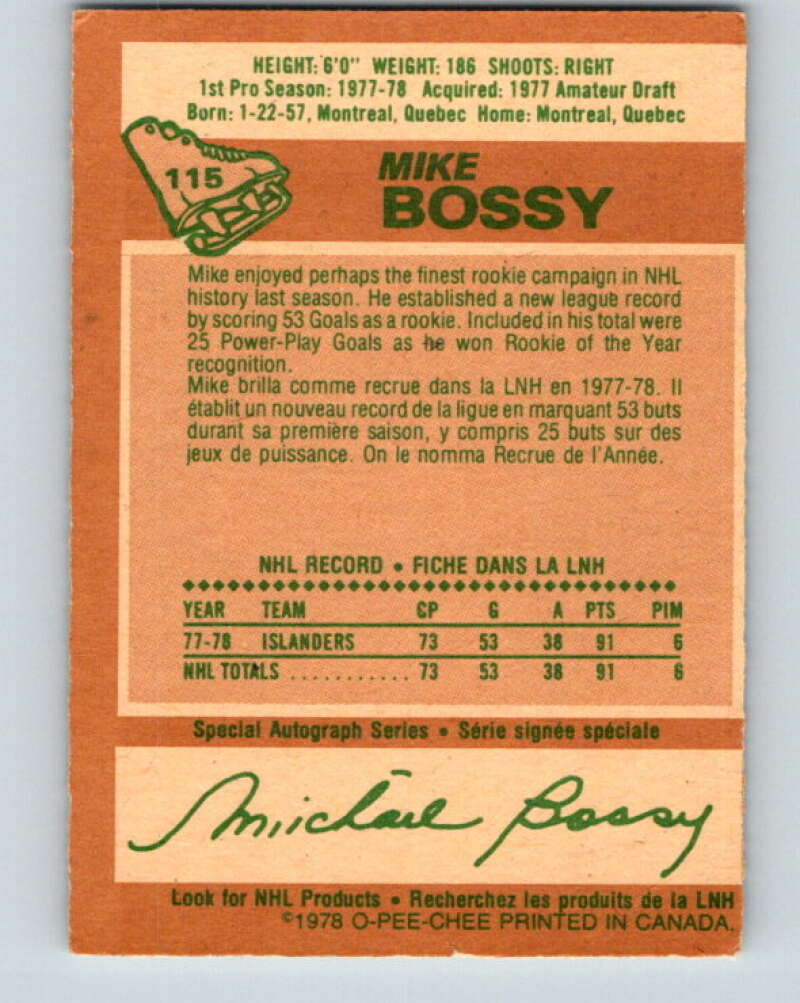 HEIGHT: 6'0" WEIGHT: 186 SHOOTS: RIGHT
1st Pro Season: 1977-78 Acquired: 1977 Amateur Draft
Born: 1-22-57, Montreal, Quebec Home: Montreal, Quebec
115
MIKE
BOSSY
Mike enjoyed perhaps the finest rookie campaign in NHL
history last season. He established a new league record
by scoring 53 Goals as a rookie. Included in his total were
25 Power-Play Goals as he won Rookie of the Year
recognition.
Mike brilla comme recrue dans la LNH en 1977-78. Il
établit un nouveau record de la ligue en marquant 53 buts
durant sa première saison, y compris 25 buts sur des
jeux de puissance. On le nomma Recrue de l'Année.
NHL RECORD • FICHE DANS LA LNH
YEAR TEAM GP G A PTS PIM
77-78 ISLANDERS 73 53 38 91 6
NHL TOTALS ........... 73 53 38 91 6
Special Autograph Series • Série signée spéciale
Michael Bossy
Look for NHL Products • Recherchez les produits de la LNH
©1978 O-PEE-CHEE PRINTED IN CANADA.